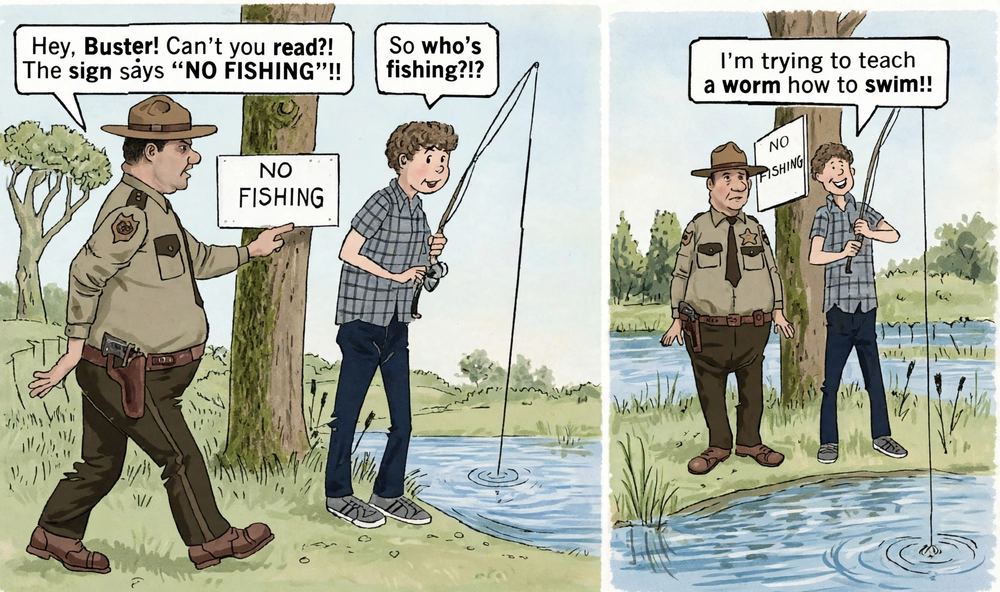 Hey, Buster! Can't you read?!
The sign says “NO FISHING”!!
So who's
fishing?!?
NO
FISHING
I'm trying to teach
a worm how to swim!!
NO
FISHING